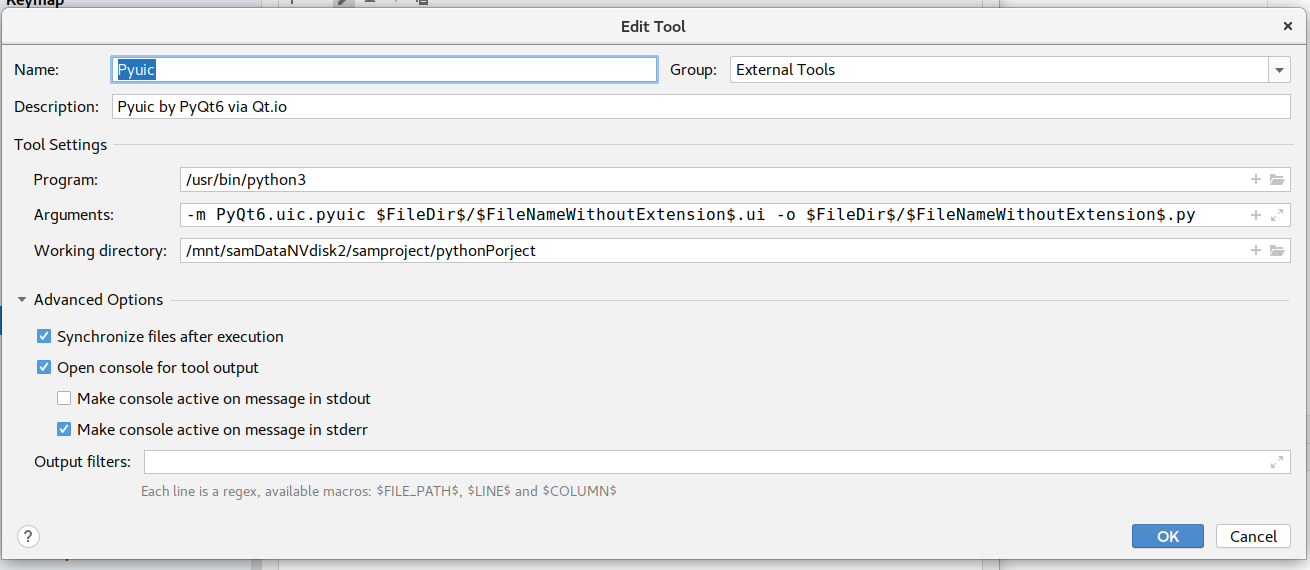 Keymap
Edit Tool
Name: Pyuic Group: External Tools
Description: Pyuic by PyQt6 via Qt.io
Tool Settings
Program: /usr/bin/python3
Arguments: -m PyQt6.uic.pyuic $FileDir$/$FileNameWithoutExtension$.ui -o $FileDir$/$FileNameWithoutExtension$.py
Working directory: /mnt/samDataNVdisk2/samproject/pythonPorject
Advanced Options
Synchronize files after execution
Open console for tool output
Make console active on message in stdout
Make console active on message in stderr
Output filters:
Each line is a regex, available macros: $FILE_PATH$, $LINE$ and $COLUMN$
? OK Cancel